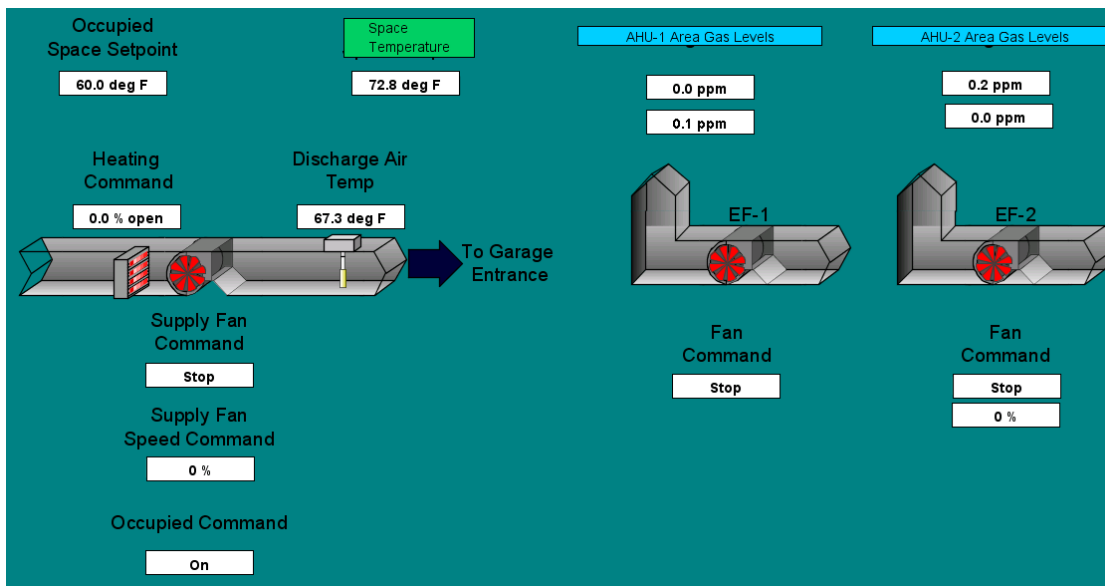 Occupied
Space Setpoint
60.0 deg F
Space
Temperature
72.8 deg F
AHU-1 Area Gas Levels
0.0 ppm
0.1 ppm
AHU-2 Area Gas Levels
0.2 ppm
0.0 ppm
Heating
Command
0.0 % open
Discharge Air
Temp
67.3 deg F
To Garage
Entrance
EF-1
EF-2
Supply Fan
Command
Stop
Supply Fan
Speed Command
0 %
Occupied Command
On
Fan
Command
Stop
Fan
Command
Stop
0 %